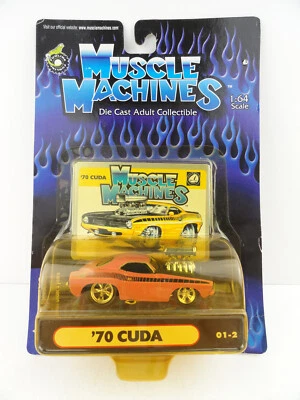 Visit our official website: www.musclemachines.com
MUSCLE
MACHINES
Die Cast Adult Collectible
1:64
Scale
'70 CUDA
MUSCLE
MACHINES
'70 CUDA
01-2